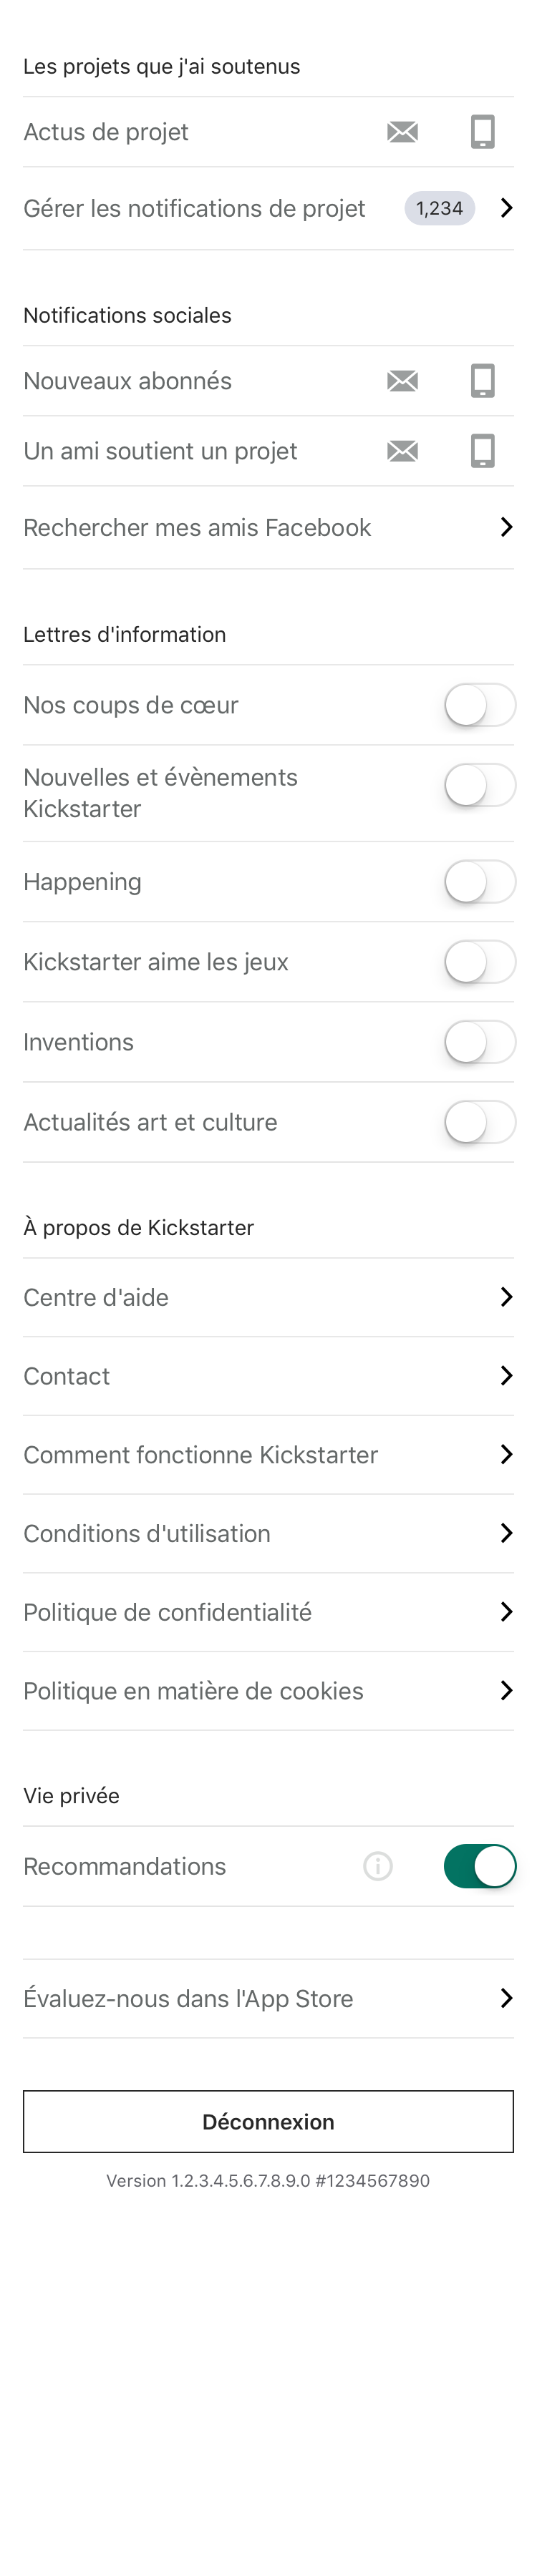 Les projets que j'ai soutenus
Actus de projet
Gérer les notifications de projet 1,234
Notifications sociales
Nouveaux abonnés
Un ami soutient un projet
Rechercher mes amis Facebook
Lettres d'information
Nos coups de cœur
Nouvelles et évènements
Kickstarter
Happening
Kickstarter aime les jeux
Inventions
Actualités art et culture
À propos de Kickstarter
Centre d'aide
Contact
Comment fonctionne Kickstarter
Conditions d'utilisation
Politique de confidentialité
Politique en matière de cookies
Vie privée
Recommandations
Évaluez-nous dans l'App Store
Déconnexion
Version 1.2.3.4.5.6.7.8.9.0 #1234567890